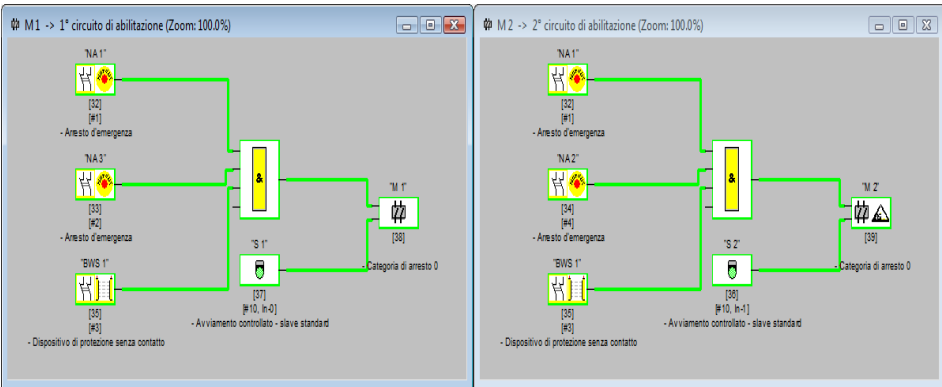 M1 -> 1° circuito di abilitazione (Zoom: 100.0%)
"NA 1"
[32]
[#1]
- Arresto d'emergenza
"NA 3"
[33]
[#2]
- Arresto d'emergenza
"BWS 1"
[35]
[#3]
- Dispositivo di protezione senza contatto
&
"S 1"
[37]
[#10, In-0]
- Avviamento controllato - slave standard
"M 1"
[38]
- Categoria di arresto 0
M 2 -> 2° circuito di abilitazione (Zoom: 100.0%)
"NA 1"
[32]
[#1]
- Arresto d'emergenza
"NA 2"
[34]
[#4]
- Arresto d'emergenza
"BWS 1"
[35]
[#3]
- Dispositivo di protezione senza contatto
&
"S 2"
[36]
[#10, In-1]
- Avviamento controllato - slave standard
"M 2"
[39]
- Categoria di arresto 0